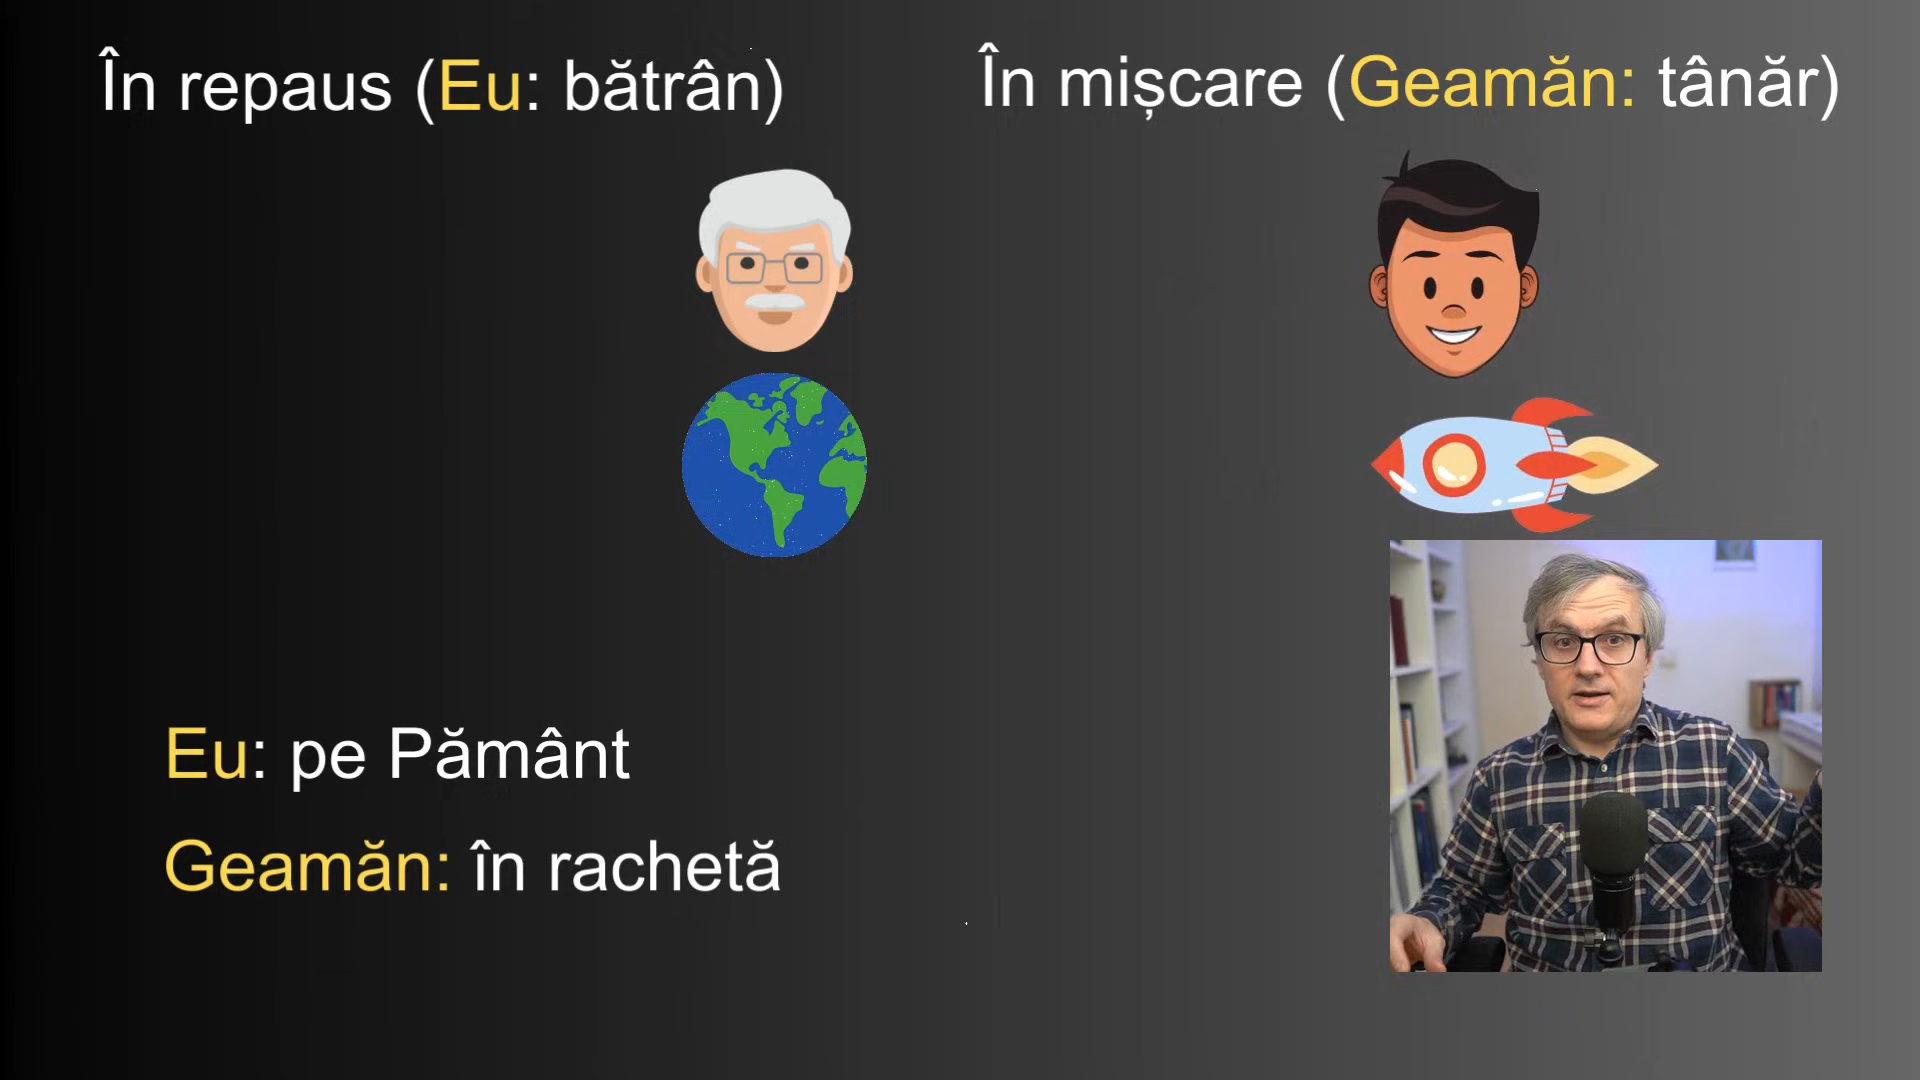 În repaus (Eu: bătrân)
În mișcare (Geamăn: tânăr)
Eu: pe Pământ
Geamăn: în rachetă